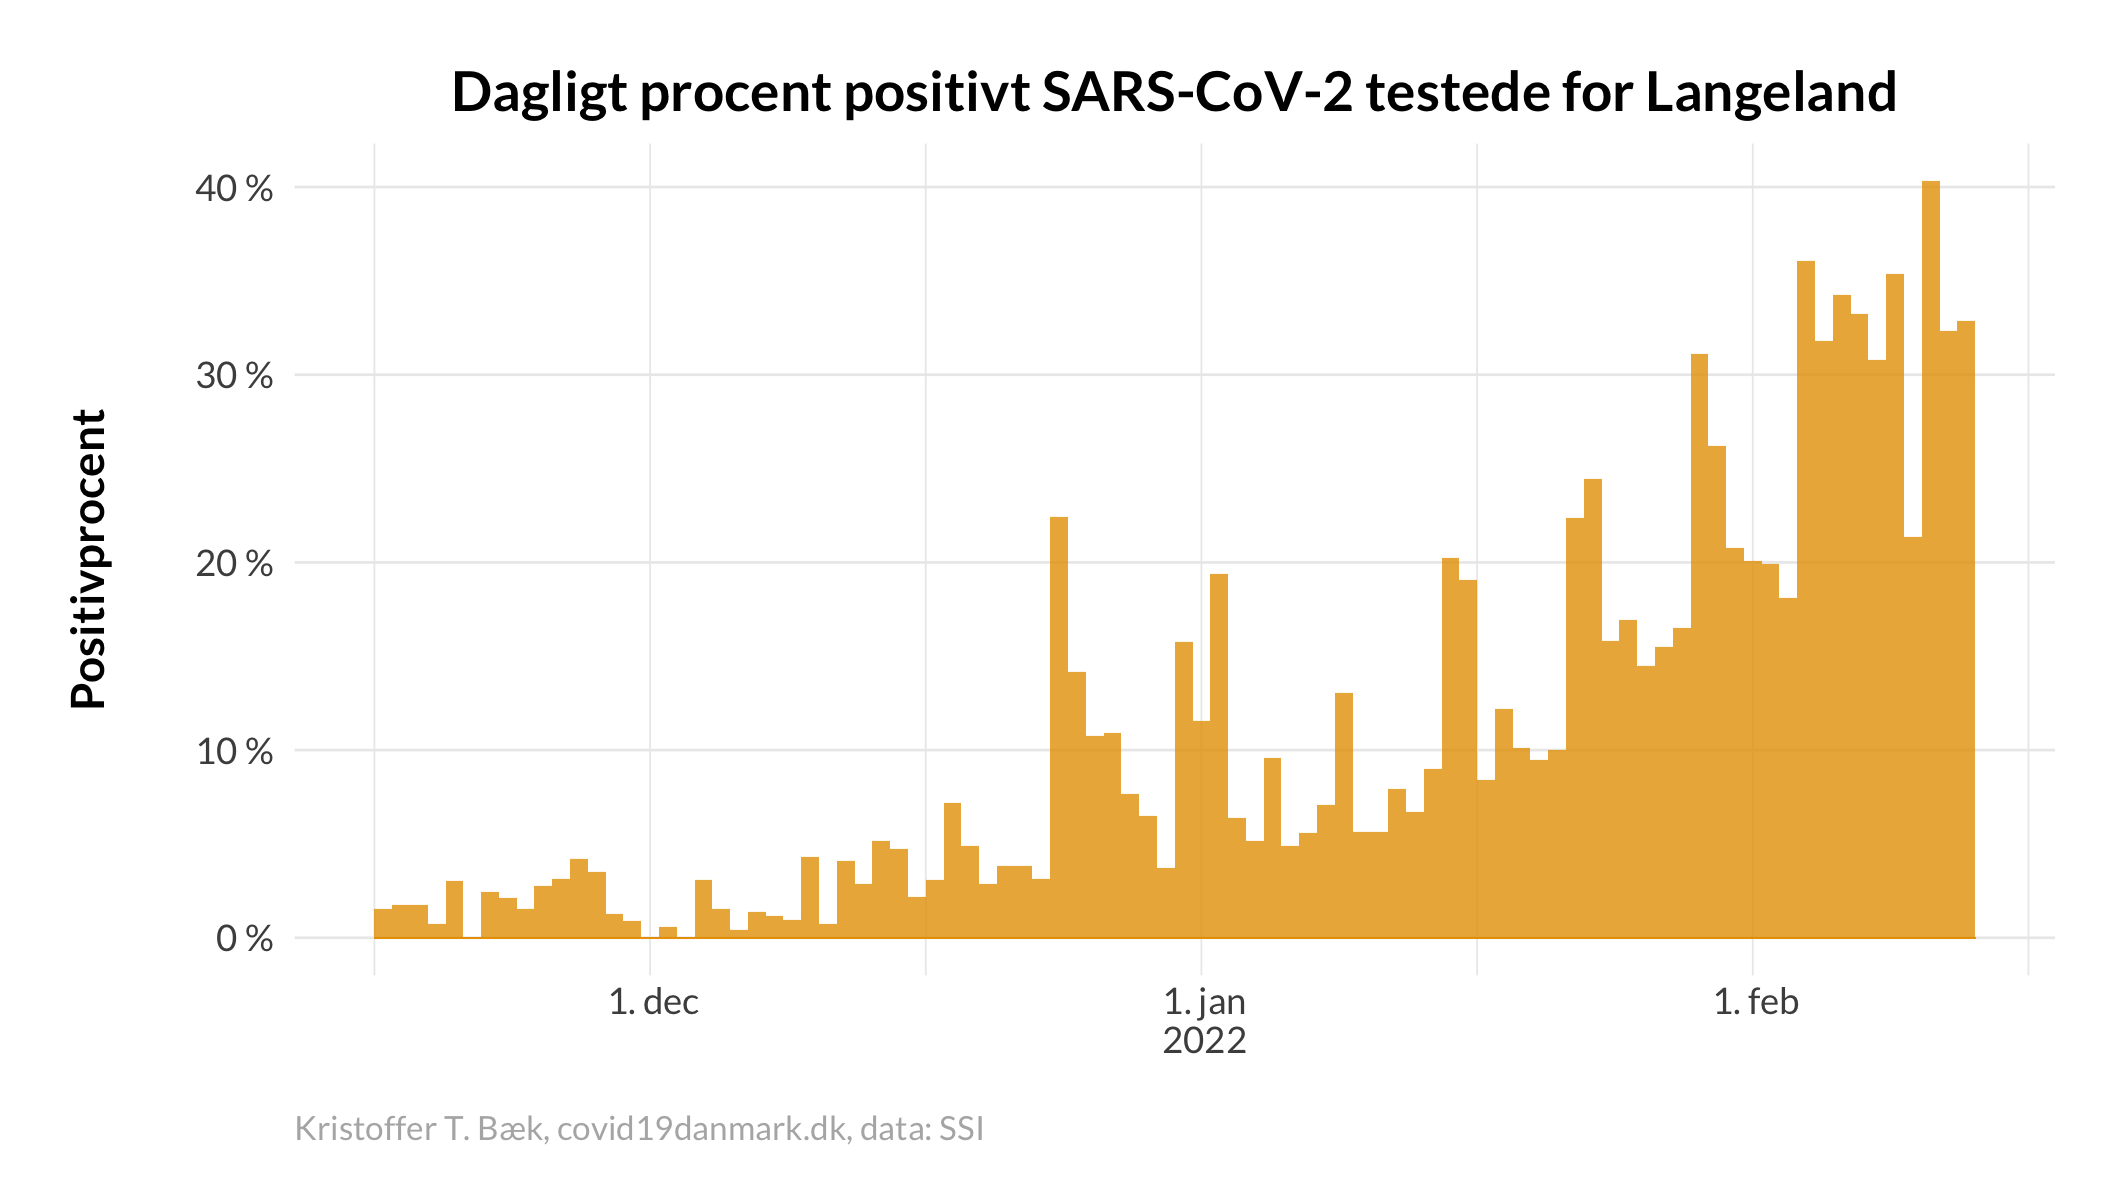 Dagligt procent positivt SARS-CoV-2 testede for Langeland
Positivprocent
40 %
30 %
20 %
10 %
0 %
1. dec
1. jan
2022
1. feb
Kristoffer T. Bæk, covid19danmark.dk, data: SSI